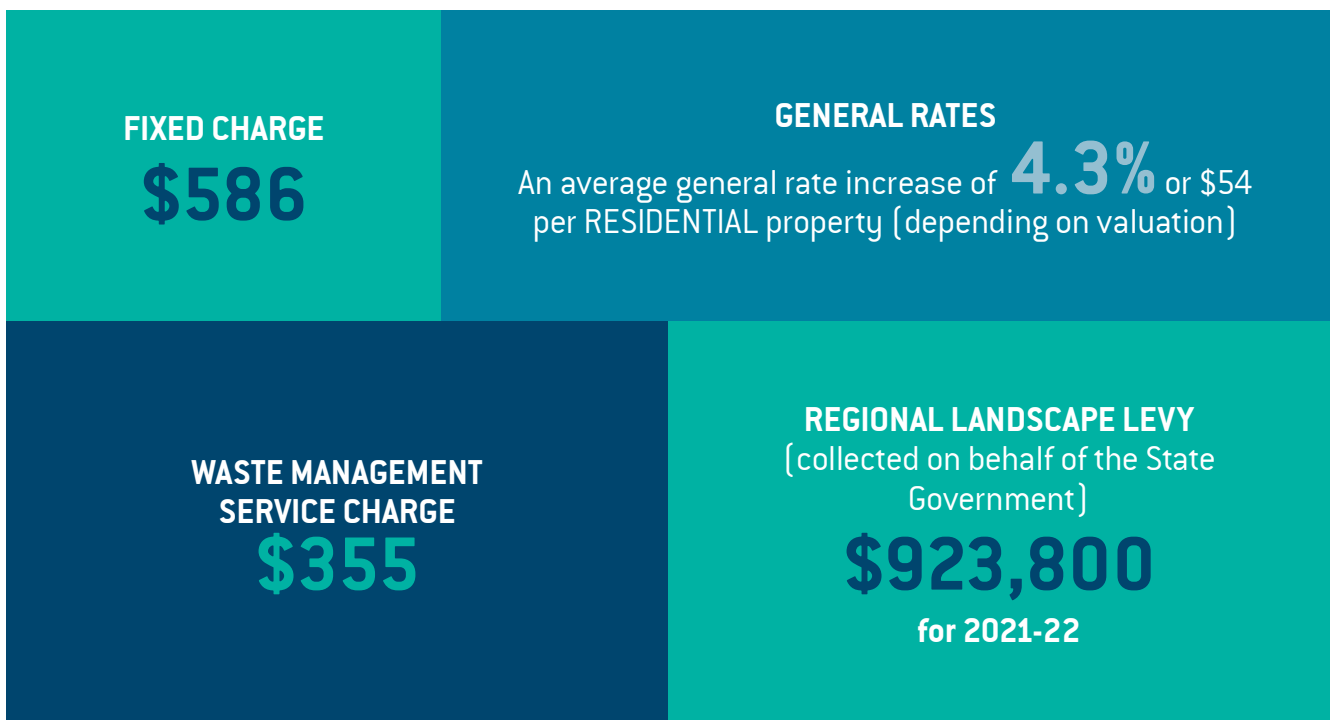 FIXED CHARGE
$586
GENERAL RATES
An average general rate increase of 4.3% or $54
per RESIDENTIAL property (depending on valuation)
WASTE MANAGEMENT
SERVICE CHARGE
$355
REGIONAL LANDSCAPE LEVY
(collected on behalf of the State
Government)
$923,800
for 2021-22